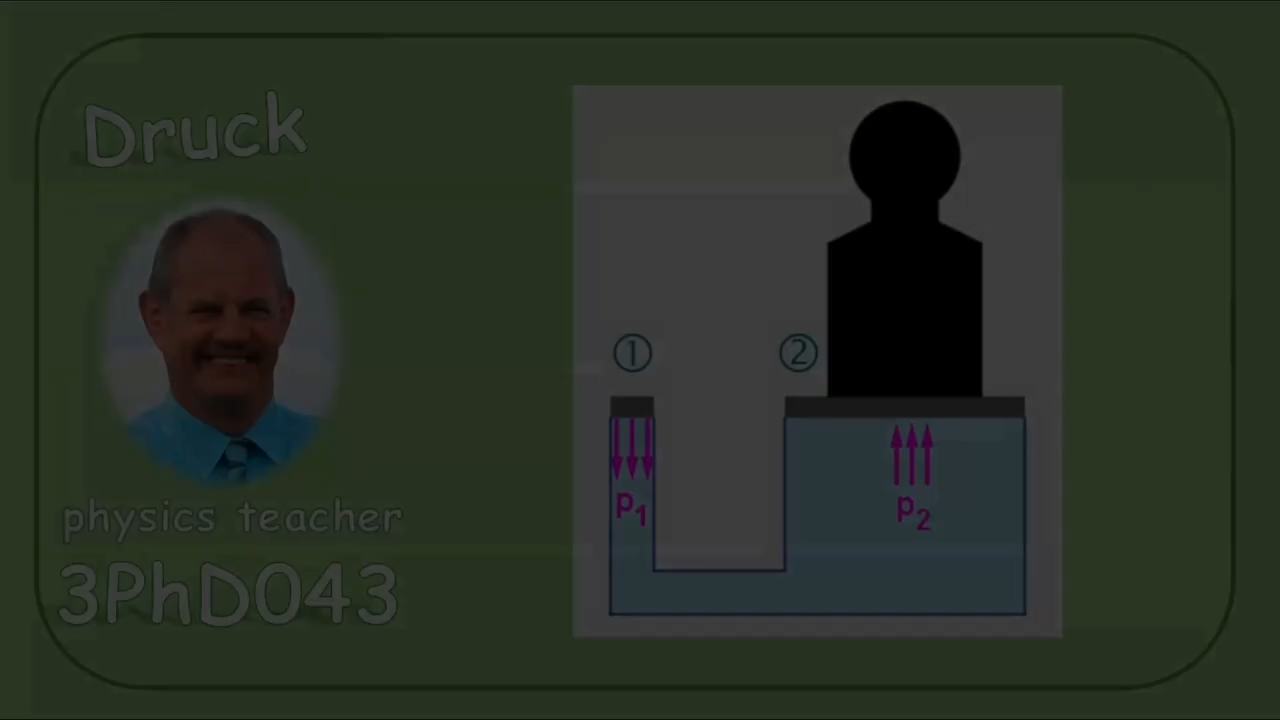 Druck
physics teacher
3PhD043
① ②
p₁ p₂